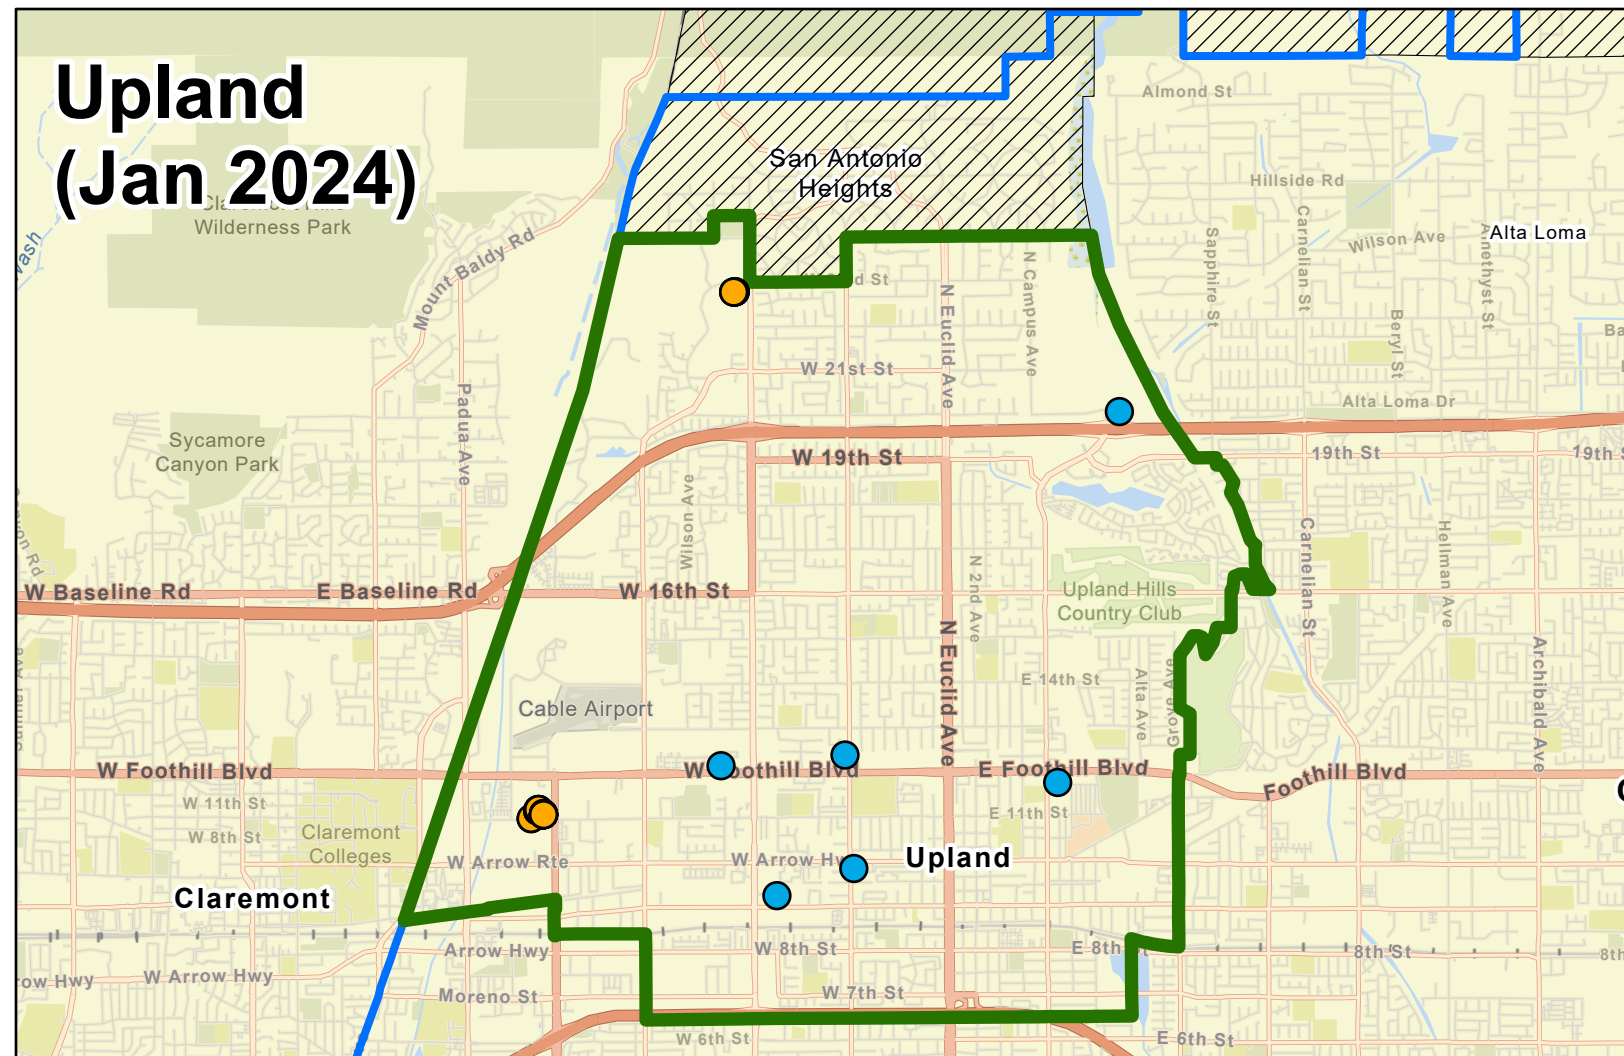 Upland
(Jan 2024)
Wilderness Park
Mount Baldy Rd
San Antonio
Heights
Almond St
Hillside Rd
Carnelian St
Sapphire St
Wilson Ave
Alta Loma
Amethyst St
Beryl St
Alta Loma Dr
N Campus Ave
N Euclid Ave
W 21st St
Padua Ave
Sycamore
Canyon Park
W 19th St
19th St
19th
Wilson Ave
Carnelian St
Hellman Ave
W Baseline Rd
E Baseline Rd
W 16th St
N 2nd Ave
Upland Hills
Country Club
N Euclid Ave
E 14th St
Alta Ave
Grove Ave
Archibald Ave
Cable Airport
W Foothill Blvd
W Foothill Blvd
E Foothill Blvd
Foothill Blvd
W 11th St
W 8th St
Claremont
Colleges
E 11th St
W Arrow Rte
W Arrow Hwy
Upland
Claremont
Arrow Hwy
W 8th St
E 8th St
8th St
8th
W Arrow Hwy
Moreno St
W 7th St
W 6th St
E 6th St